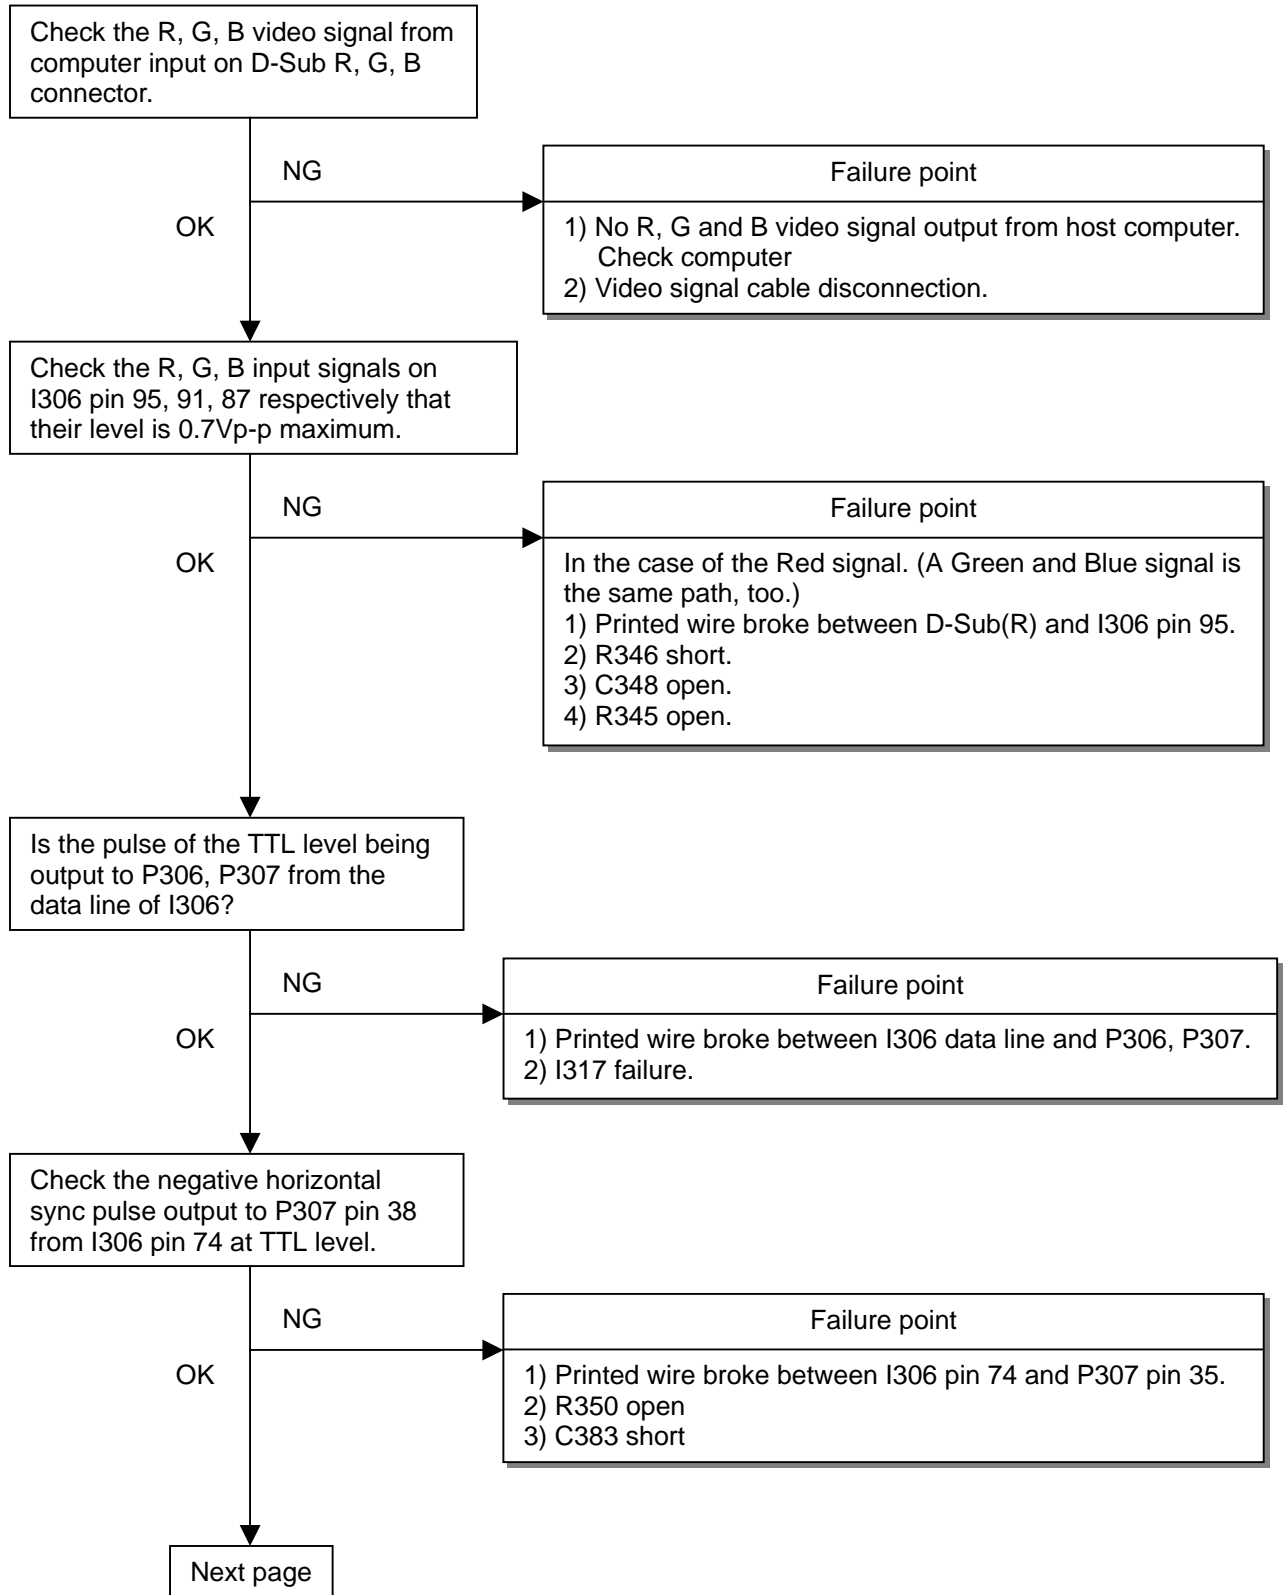 Check the R, G, B video signal from
computer input on D-Sub R, G, B
connector.
NG
OK
Failure point
1) No R, G and B video signal output from host computer.
Check computer
2) Video signal cable disconnection.
Check the R, G, B input signals on
I306 pin 95, 91, 87 respectively that
their level is 0.7Vp-p maximum.
NG
OK
Failure point
In the case of the Red signal. (A Green and Blue signal is
the same path, too.)
1) Printed wire broke between D-Sub(R) and I306 pin 95.
2) R346 short.
3) C348 open.
4) R345 open.
Is the pulse of the TTL level being
output to P306, P307 from the
data line of I306?
NG
OK
Failure point
1) Printed wire broke between I306 data line and P306, P307.
2) I317 failure.
Check the negative horizontal
sync pulse output to P307 pin 38
from I306 pin 74 at TTL level.
NG
OK
Failure point
1) Printed wire broke between I306 pin 74 and P307 pin 35.
2) R350 open
3) C383 short
Next page